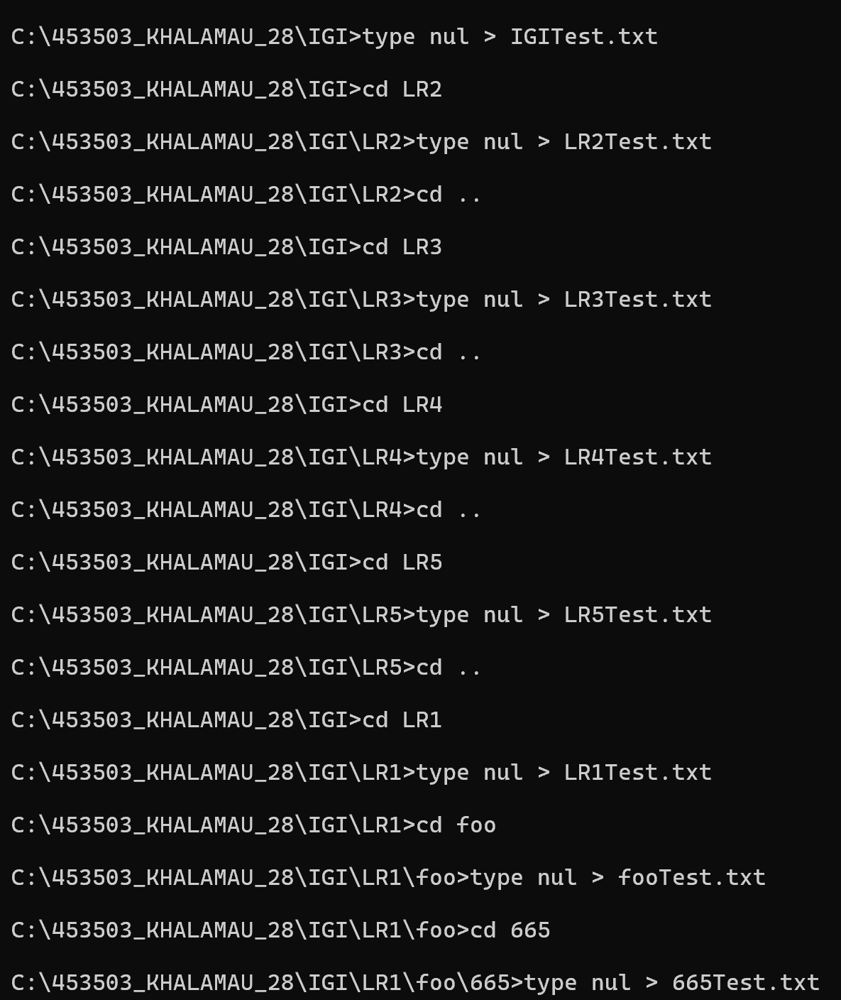 C:\453503_KHALAMAU_28\IGI>type nul > IGITest.txt
C:\453503_KHALAMAU_28\IGI>cd LR2
C:\453503_KHALAMAU_28\IGI\LR2>type nul > LR2Test.txt
C:\453503_KHALAMAU_28\IGI\LR2>cd ..
C:\453503_KHALAMAU_28\IGI>cd LR3
C:\453503_KHALAMAU_28\IGI\LR3>type nul > LR3Test.txt
C:\453503_KHALAMAU_28\IGI\LR3>cd ..
C:\453503_KHALAMAU_28\IGI>cd LR4
C:\453503_KHALAMAU_28\IGI\LR4>type nul > LR4Test.txt
C:\453503_KHALAMAU_28\IGI\LR4>cd ..
C:\453503_KHALAMAU_28\IGI>cd LR5
C:\453503_KHALAMAU_28\IGI\LR5>type nul > LR5Test.txt
C:\453503_KHALAMAU_28\IGI\LR5>cd ..
C:\453503_KHALAMAU_28\IGI>cd LR1
C:\453503_KHALAMAU_28\IGI\LR1>type nul > LR1Test.txt
C:\453503_KHALAMAU_28\IGI\LR1>cd foo
C:\453503_KHALAMAU_28\IGI\LR1\foo>type nul > fooTest.txt
C:\453503_KHALAMAU_28\IGI\LR1\foo>cd 665
C:\453503_KHALAMAU_28\IGI\LR1\foo\665>type nul > 665Test.txt